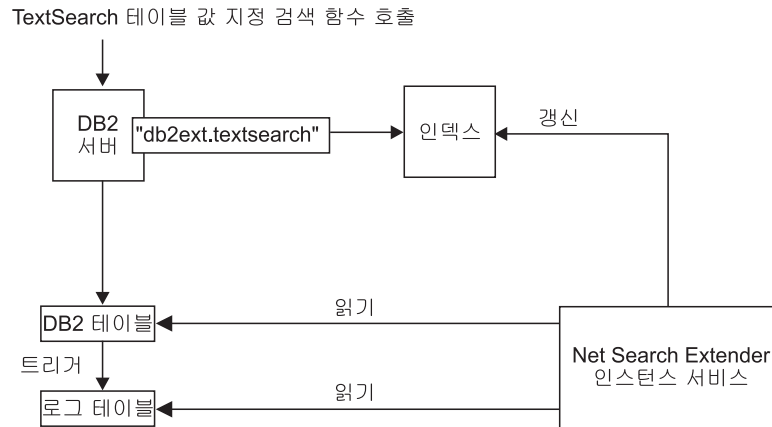 TextSearch 테이블 값 지정 검색 함수 호출
DB2
서버
"db2ext.textsearch"
인덱스
갱신
읽기
DB2 테이블
트리거
Net Search Extender
인스턴스 서비스
읽기
로그 테이블